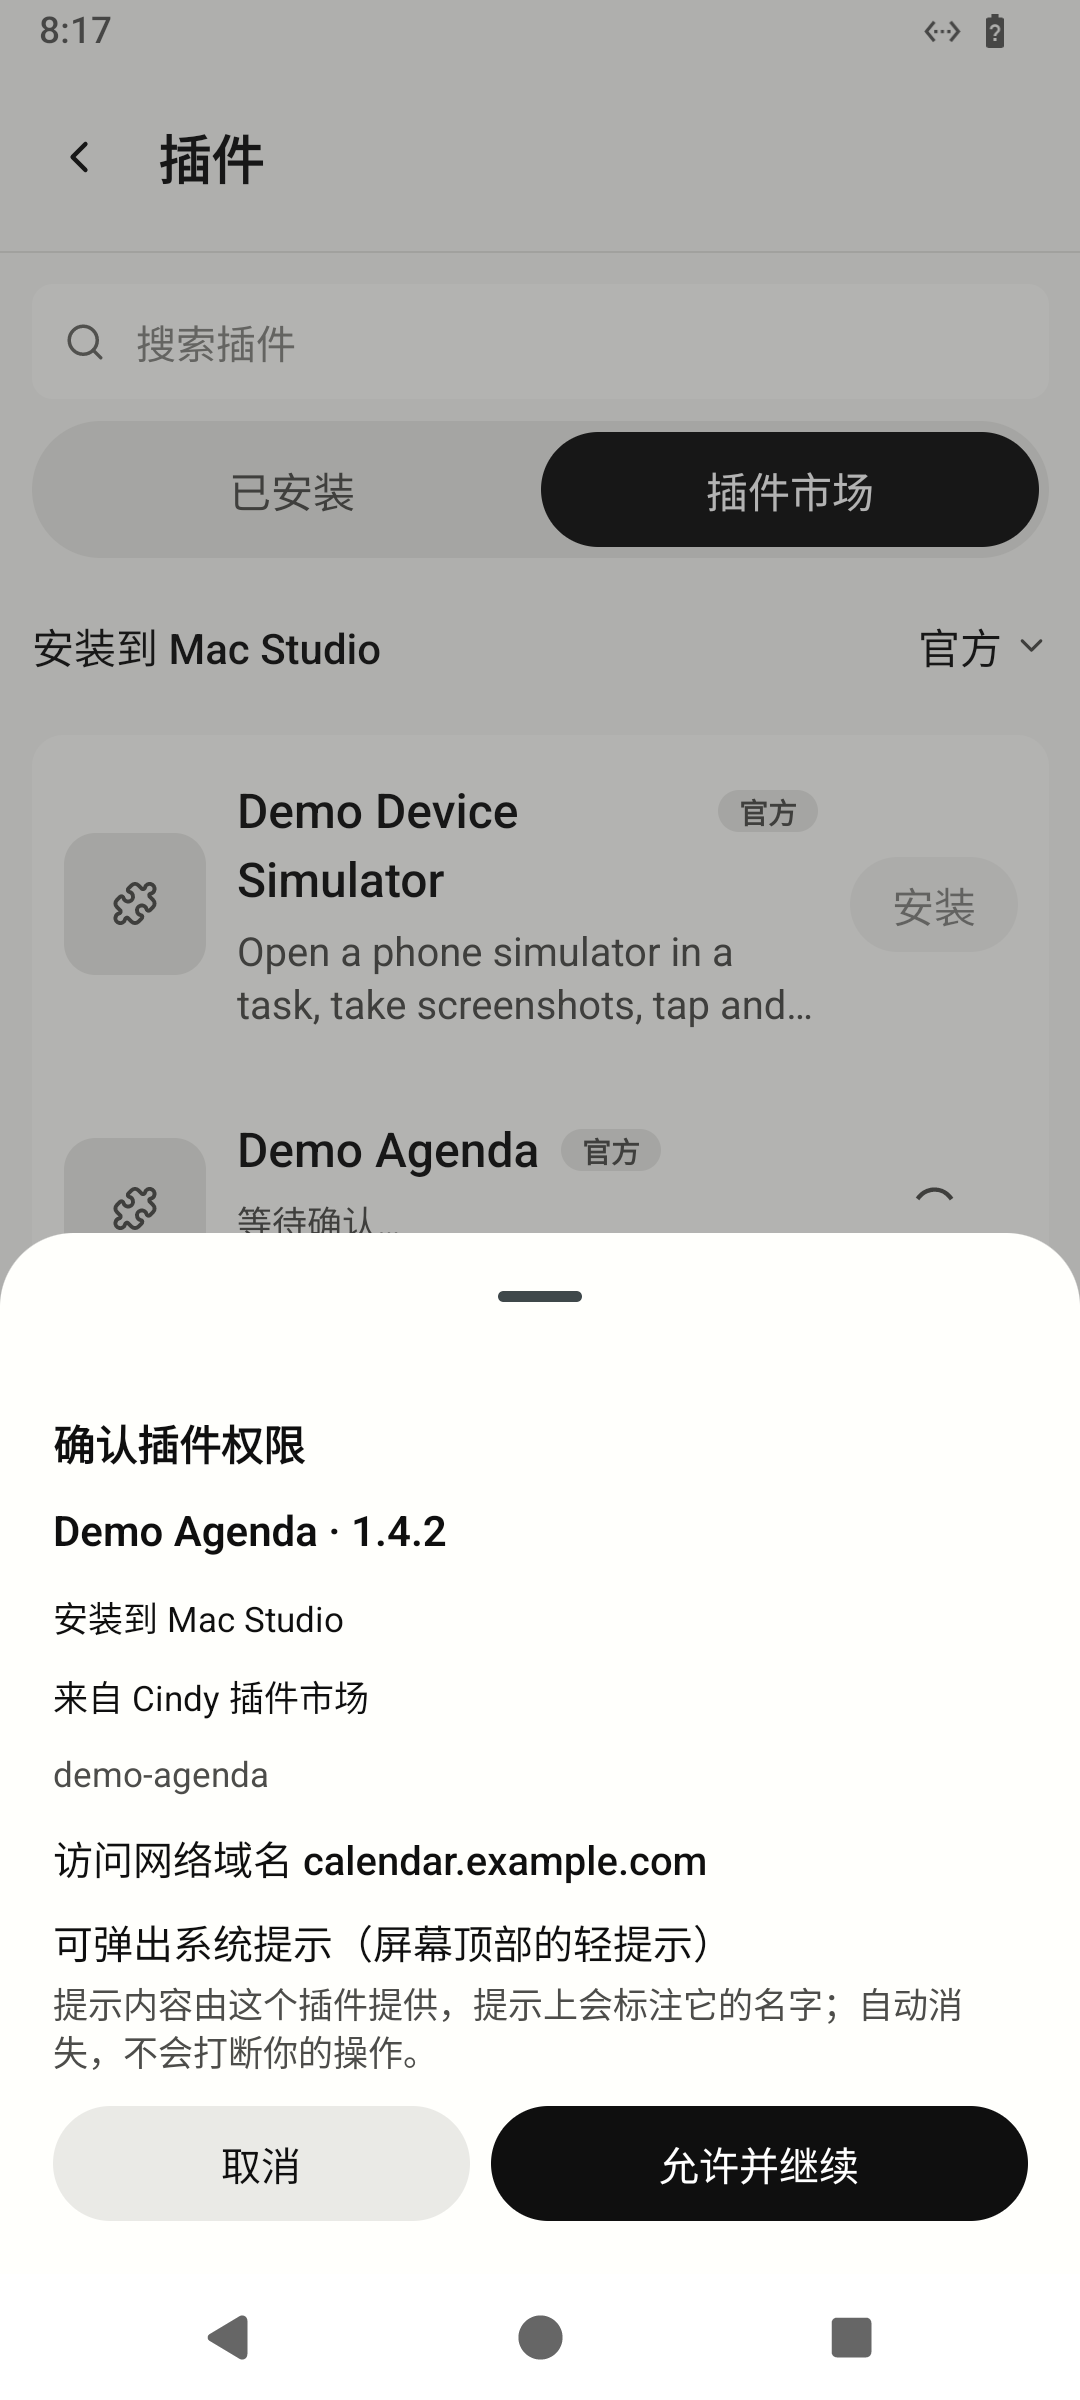 8:17
插件
搜索插件
已安装
插件市场
安装到 Mac Studio
官方
Demo Device
Simulator
官方
Open a phone simulator in a
task, take screenshots, tap and…
安装
Demo Agenda
官方
等待确认…
确认插件权限
Demo Agenda · 1.4.2
安装到 Mac Studio
来自 Cindy 插件市场
demo-agenda
访问网络域名 calendar.example.com
可弹出系统提示（屏幕顶部的轻提示）
提示内容由这个插件提供，提示上会标注它的名字；自动消
失，不会打断你的操作。
取消
允许并继续